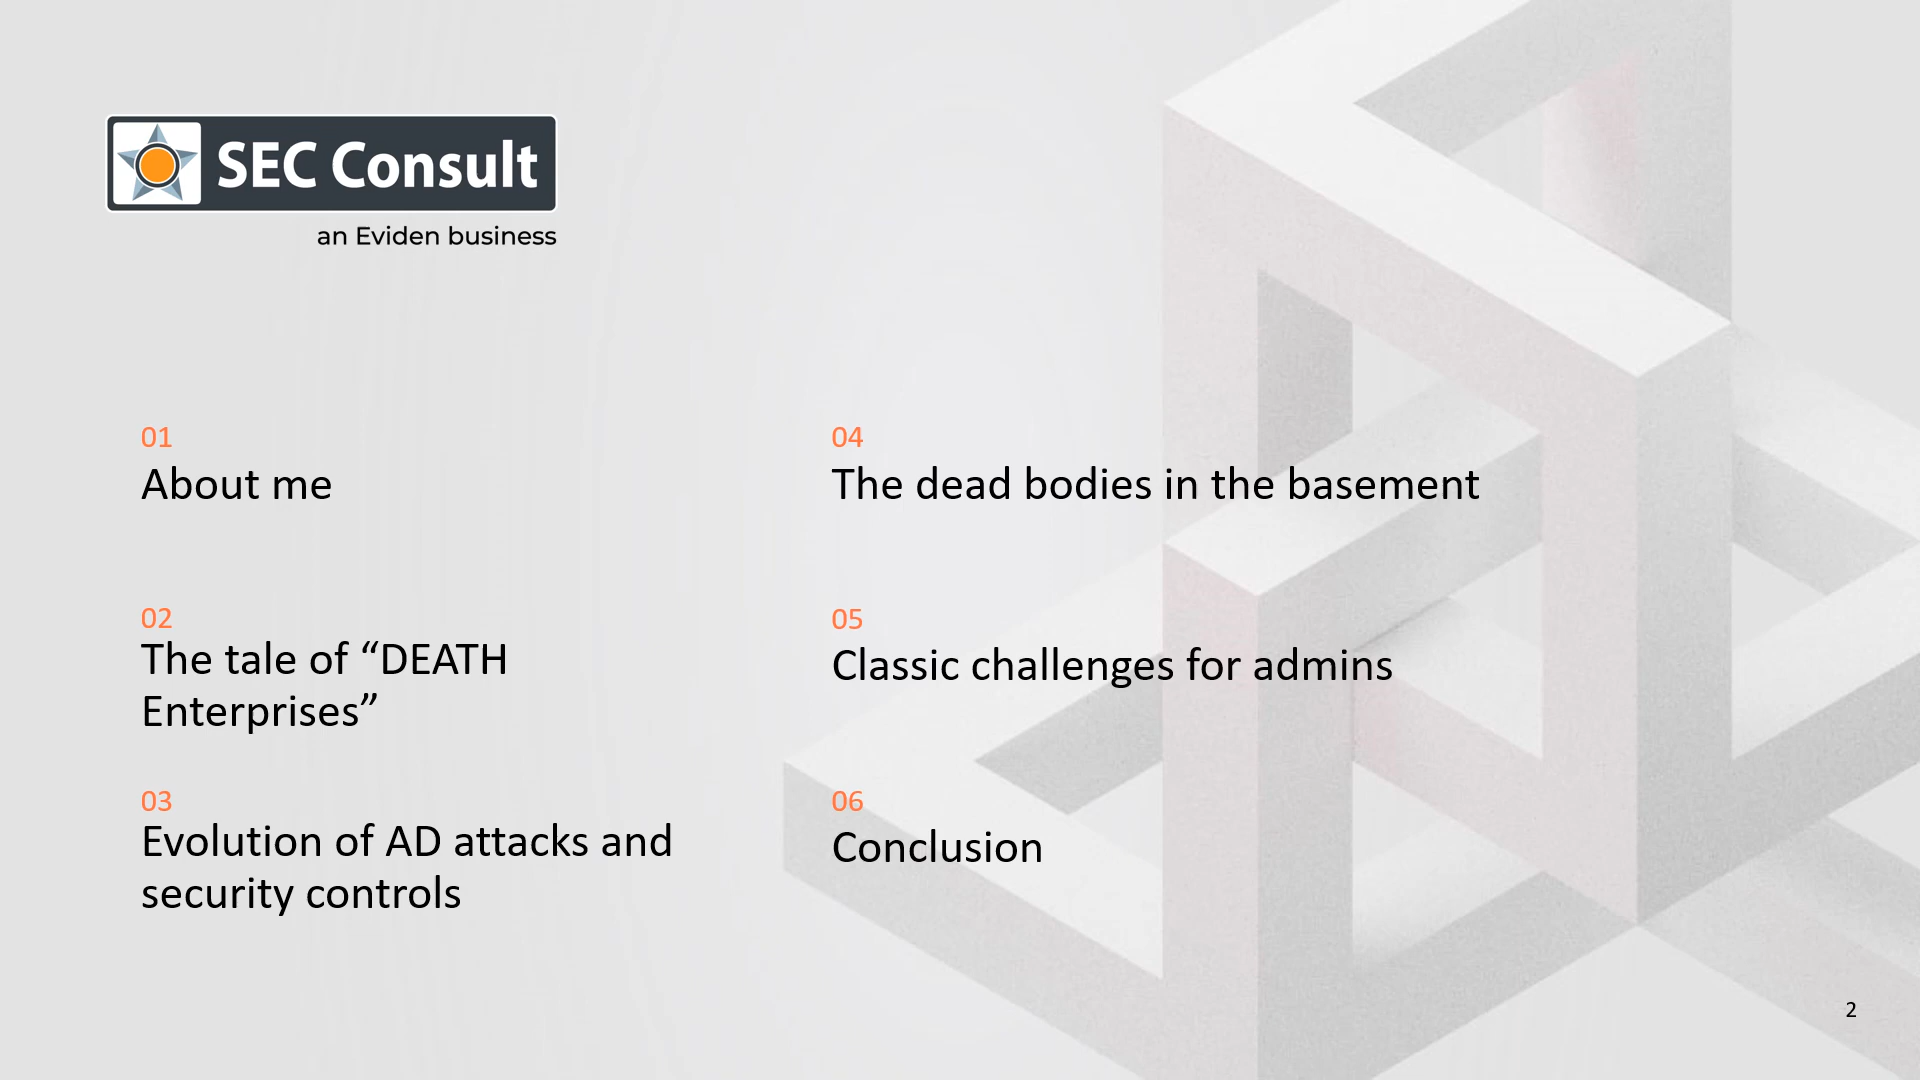 SEC Consult
an Eviden business
01
About me
02
The tale of “DEATH
Enterprises”
03
Evolution of AD attacks and
security controls
04
The dead bodies in the basement
05
Classic challenges for admins
06
Conclusion
2